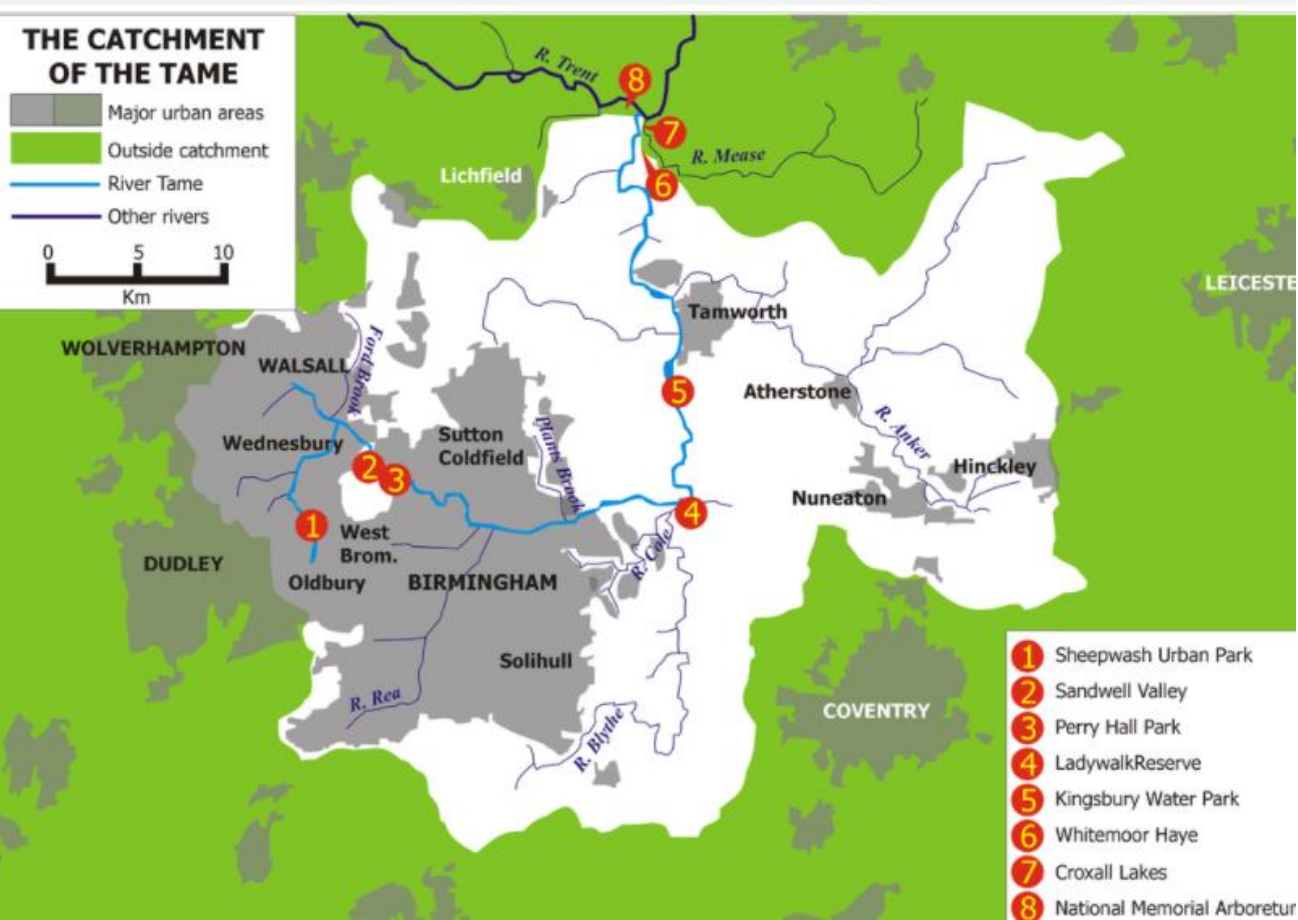 THE CATCHMENT
OF THE TAME
Major urban areas
Outside catchment
River Tame
Other rivers
0 5 10
Km
R. Trent
8
7
R. Mease
Lichfield
6
LEICESTE
Tamworth
WOLVERHAMPTON
Ford Brook
WALSALL
5
Atherstone
R. Anker
Wednesbury
Sutton
Coldfield
Plants Brook
2
3
Hinckley
Nuneaton
4
1
West
Brom.
R. Cole
DUDLEY
Oldbury
BIRMINGHAM
Solihull
R. Rea
R. Blythe
COVENTRY
1 Sheepwash Urban Park
2 Sandwell Valley
3 Perry Hall Park
4 LadywalkReserve
5 Kingsbury Water Park
6 Whitemoor Haye
7 Croxall Lakes
8 National Memorial Arboretur